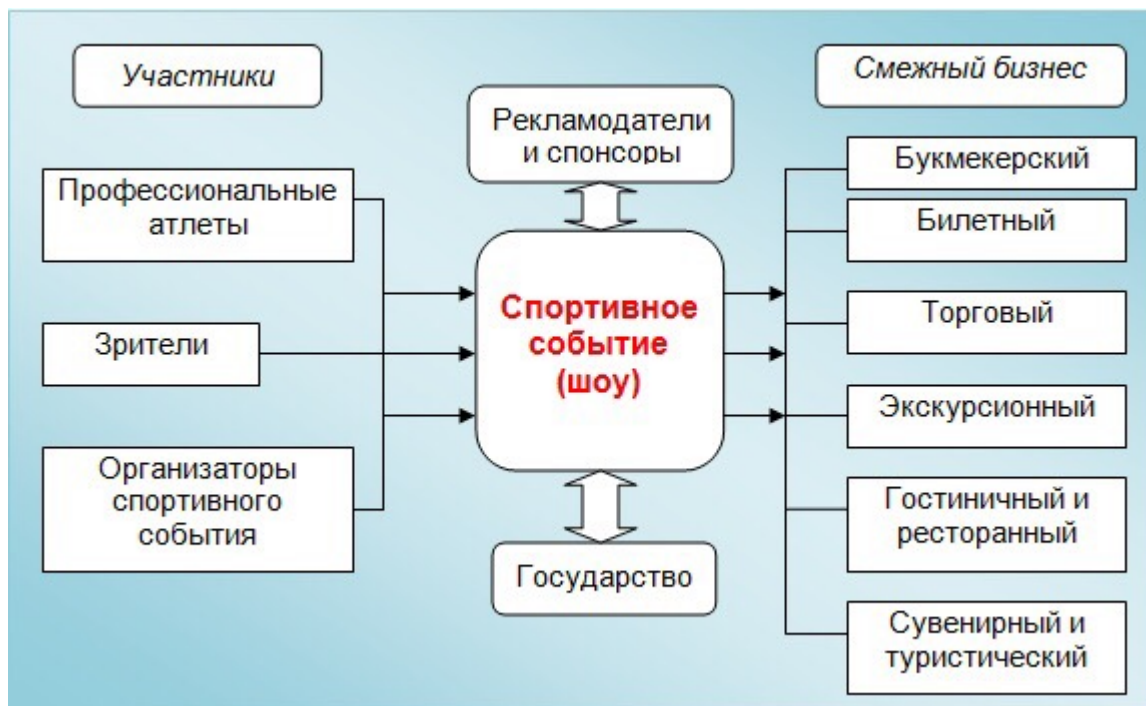 Участники
Профессиональные
атлеты
Зрители
Организаторы
спортивного
события
Рекламодатели
и спонсоры
Спортивное
событие
(шоу)
Государство
Смежный бизнес
Букмекерский
Билетный
Торговый
Экскурсионный
Гостиничный и
ресторанный
Сувенирный и
туристический